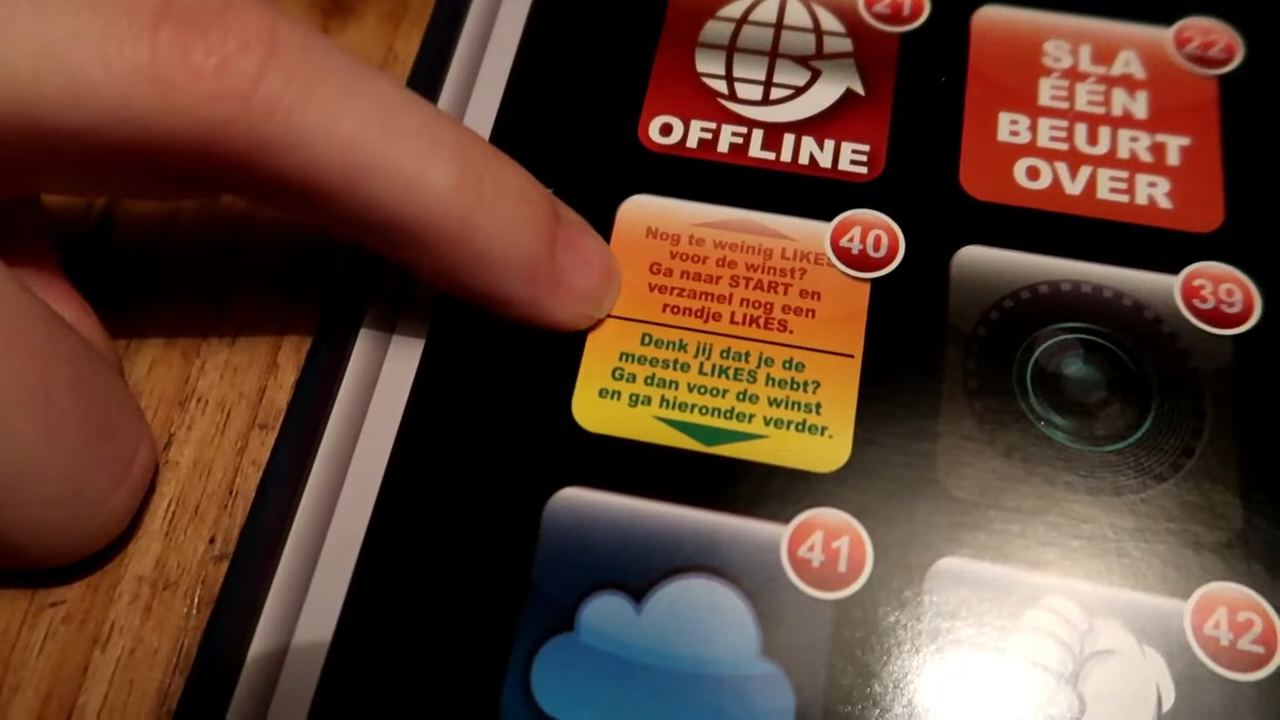 21
OFFLINE
22
SLA
ÉÉN
BEURT
OVER
40
Nog te weinig LIKES
voor de winst?
Ga naar START en
verzamel nog een
rondje LIKES.
Denk jij dat je de
meeste LIKES hebt?
Ga dan voor de winst
en ga hieronder verder.
39
41
42